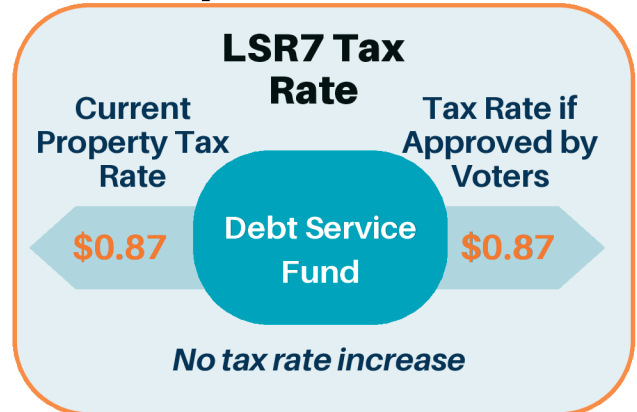 LSR7 Tax
Rate
Current
Property Tax
Rate
Tax Rate if
Approved by
Voters
$0.87
Debt Service
Fund
$0.87
No tax rate increase